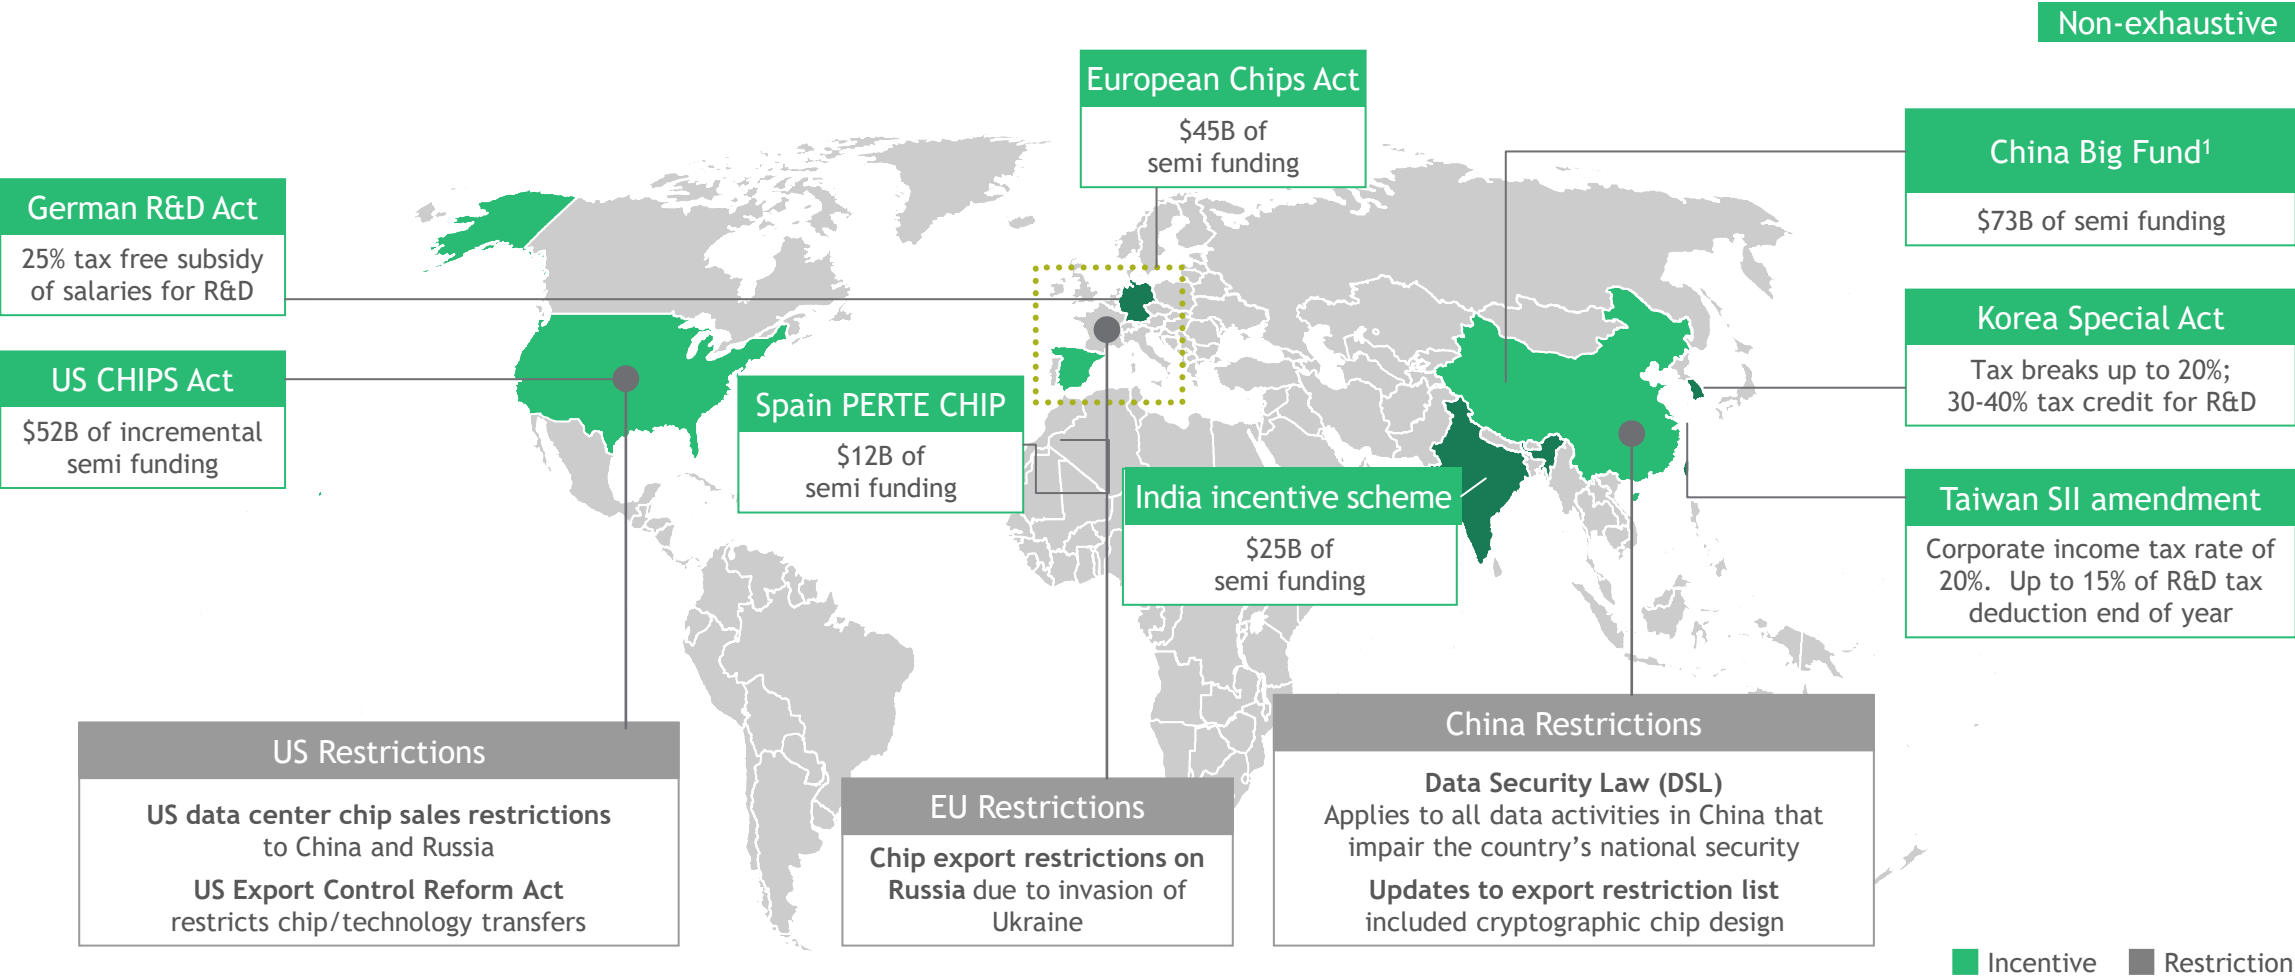 Non-exhaustive
European Chips Act
$45B of
semi funding
China Big Fund¹
$73B of semi funding
German R&D Act
25% tax free subsidy
of salaries for R&D
Korea Special Act
Tax breaks up to 20%;
30-40% tax credit for R&D
US CHIPS Act
$52B of incremental
semi funding
Spain PERTE CHIP
$12B of
semi funding
India incentive scheme
$25B of
semi funding
Taiwan SII amendment
Corporate income tax rate of
20%. Up to 15% of R&D tax
deduction end of year
US Restrictions
US data center chip sales restrictions
to China and Russia
US Export Control Reform Act
restricts chip/technology transfers
EU Restrictions
Chip export restrictions on
Russia due to invasion of
Ukraine
China Restrictions
Data Security Law (DSL)
Applies to all data activities in China that
impair the country’s national security
Updates to export restriction list
included cryptographic chip design
Incentive
Restriction